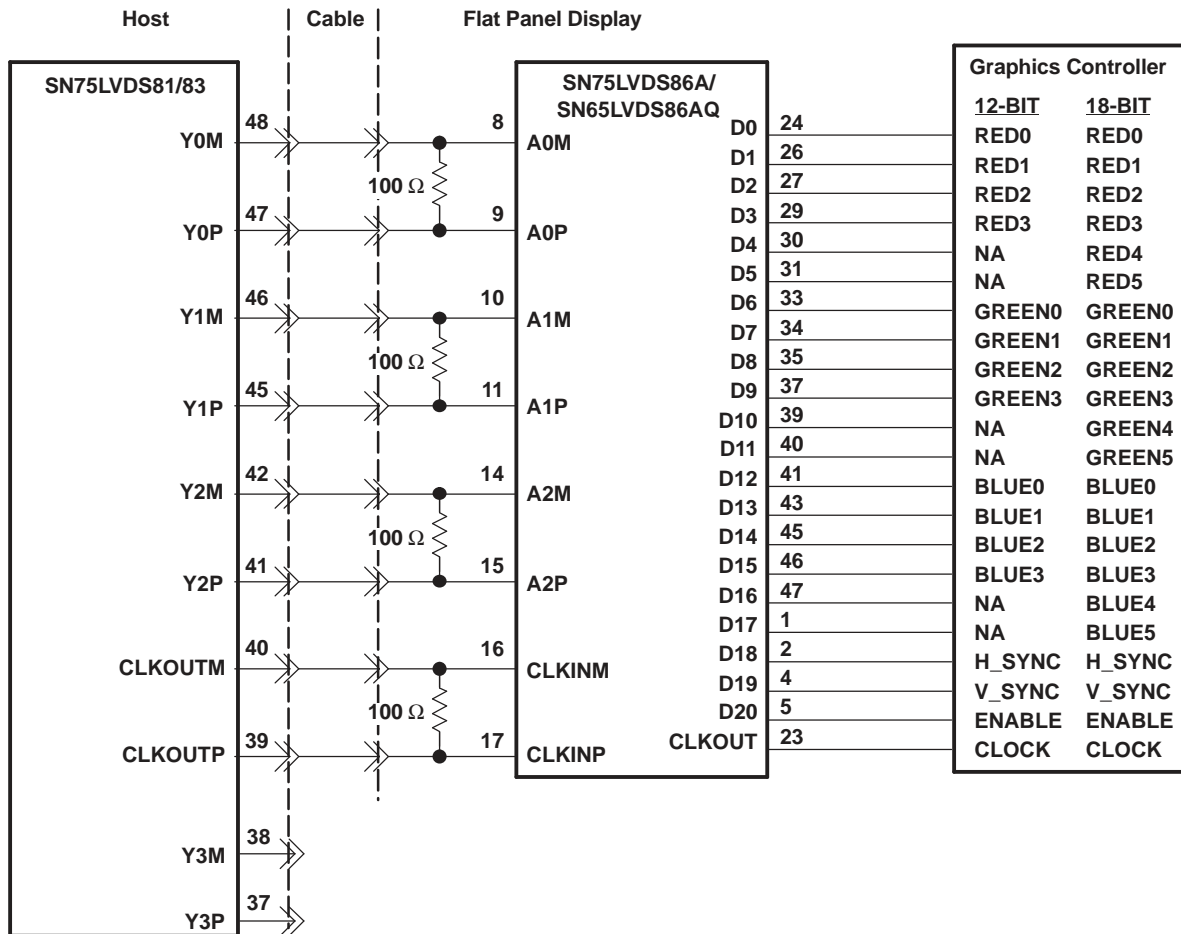 Host Cable Flat Panel Display
SN75LVDS81/83
Y0M 48
Y0P 47
Y1M 46
Y1P 45
Y2M 42
Y2P 41
CLKOUTM 40
CLKOUTP 39
Y3M 38
Y3P 37
100 Ω
100 Ω
100 Ω
100 Ω
SN75LVDS86A/
SN65LVDS86AQ
8 A0M
9 A0P
10 A1M
11 A1P
14 A2M
15 A2P
16 CLKINM
17 CLKINP
D0 24
D1 26
D2 27
D3 29
D4 30
D5 31
D6 33
D7 34
D8 35
D9 37
D10 39
D11 40
D12 41
D13 43
D14 45
D15 46
D16 47
D17 1
D18 2
D19 4
D20 5
CLKOUT 23
Graphics Controller
12-BIT 18-BIT
RED0 RED0
RED1 RED1
RED2 RED2
RED3 RED3
NA RED4
NA RED5
GREEN0 GREEN0
GREEN1 GREEN1
GREEN2 GREEN2
GREEN3 GREEN3
NA GREEN4
NA GREEN5
BLUE0 BLUE0
BLUE1 BLUE1
BLUE2 BLUE2
BLUE3 BLUE3
NA BLUE4
NA BLUE5
H_SYNC H_SYNC
V_SYNC V_SYNC
ENABLE ENABLE
CLOCK CLOCK